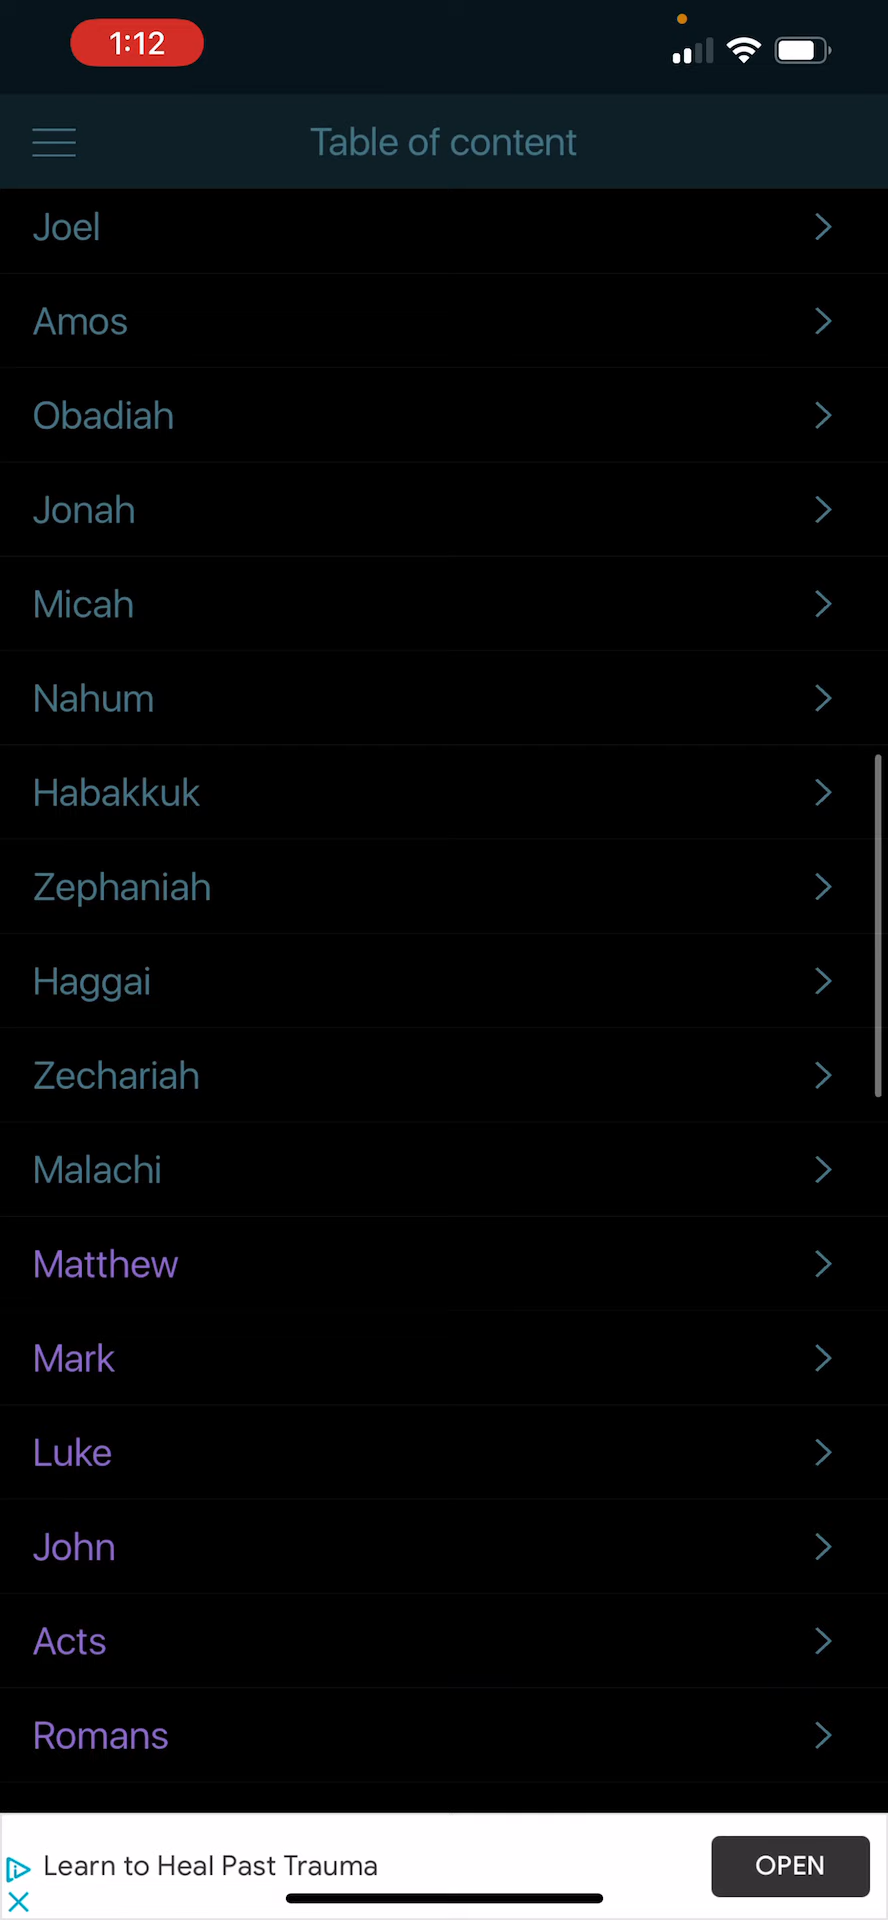 1:12
Table of content
Joel
Amos
Obadiah
Jonah
Micah
Nahum
Habakkuk
Zephaniah
Haggai
Zechariah
Malachi
Matthew
Mark
Luke
John
Acts
Romans
Learn to Heal Past Trauma
OPEN